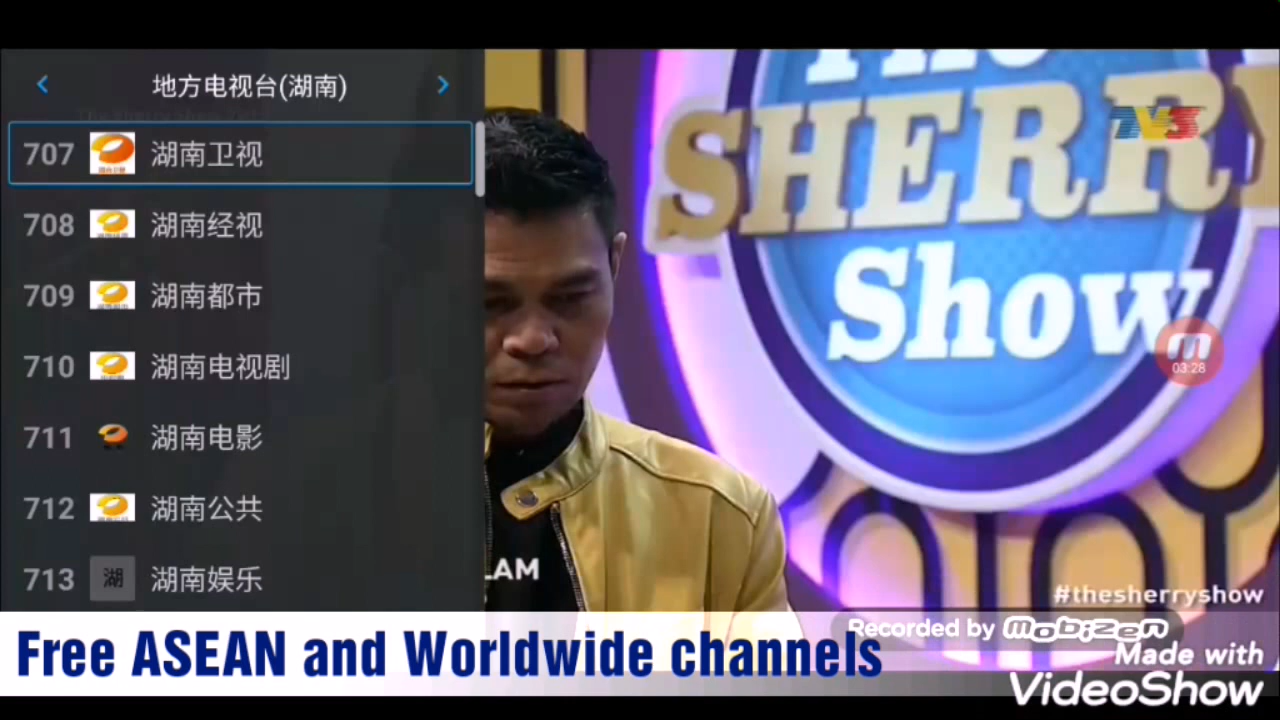 地方电视台(湖南)
707 湖南卫视
708 湖南经视
709 湖南都市
710 湖南电视剧
711 湖南电影
712 湖南公共
713 湖 湖南娱乐
The
SHERRY
Show
TV3
03:28
LAM
#thesherryshow
Recorded by mobizen
Made with
VideoShow
Free ASEAN and Worldwide channels